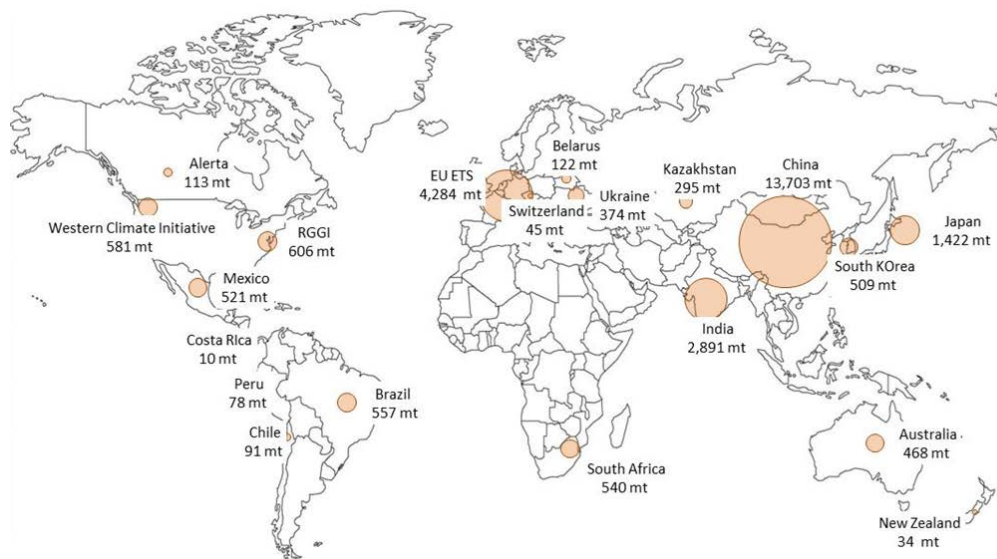 Alerta
113 mt
Western Climate Initiative
581 mt
RGGI
606 mt
Mexico
521 mt
Costa RIca
10 mt
Peru
78 mt
Brazil
557 mt
Chile
91 mt
EU ETS
4,284 mt
Belarus
122 mt
Switzerland
45 mt
Ukraine
374 mt
Kazakhstan
295 mt
China
13,703 mt
Japan
1,422 mt
South KOrea
509 mt
India
2,891 mt
South Africa
540 mt
Australia
468 mt
New Zealand
34 mt